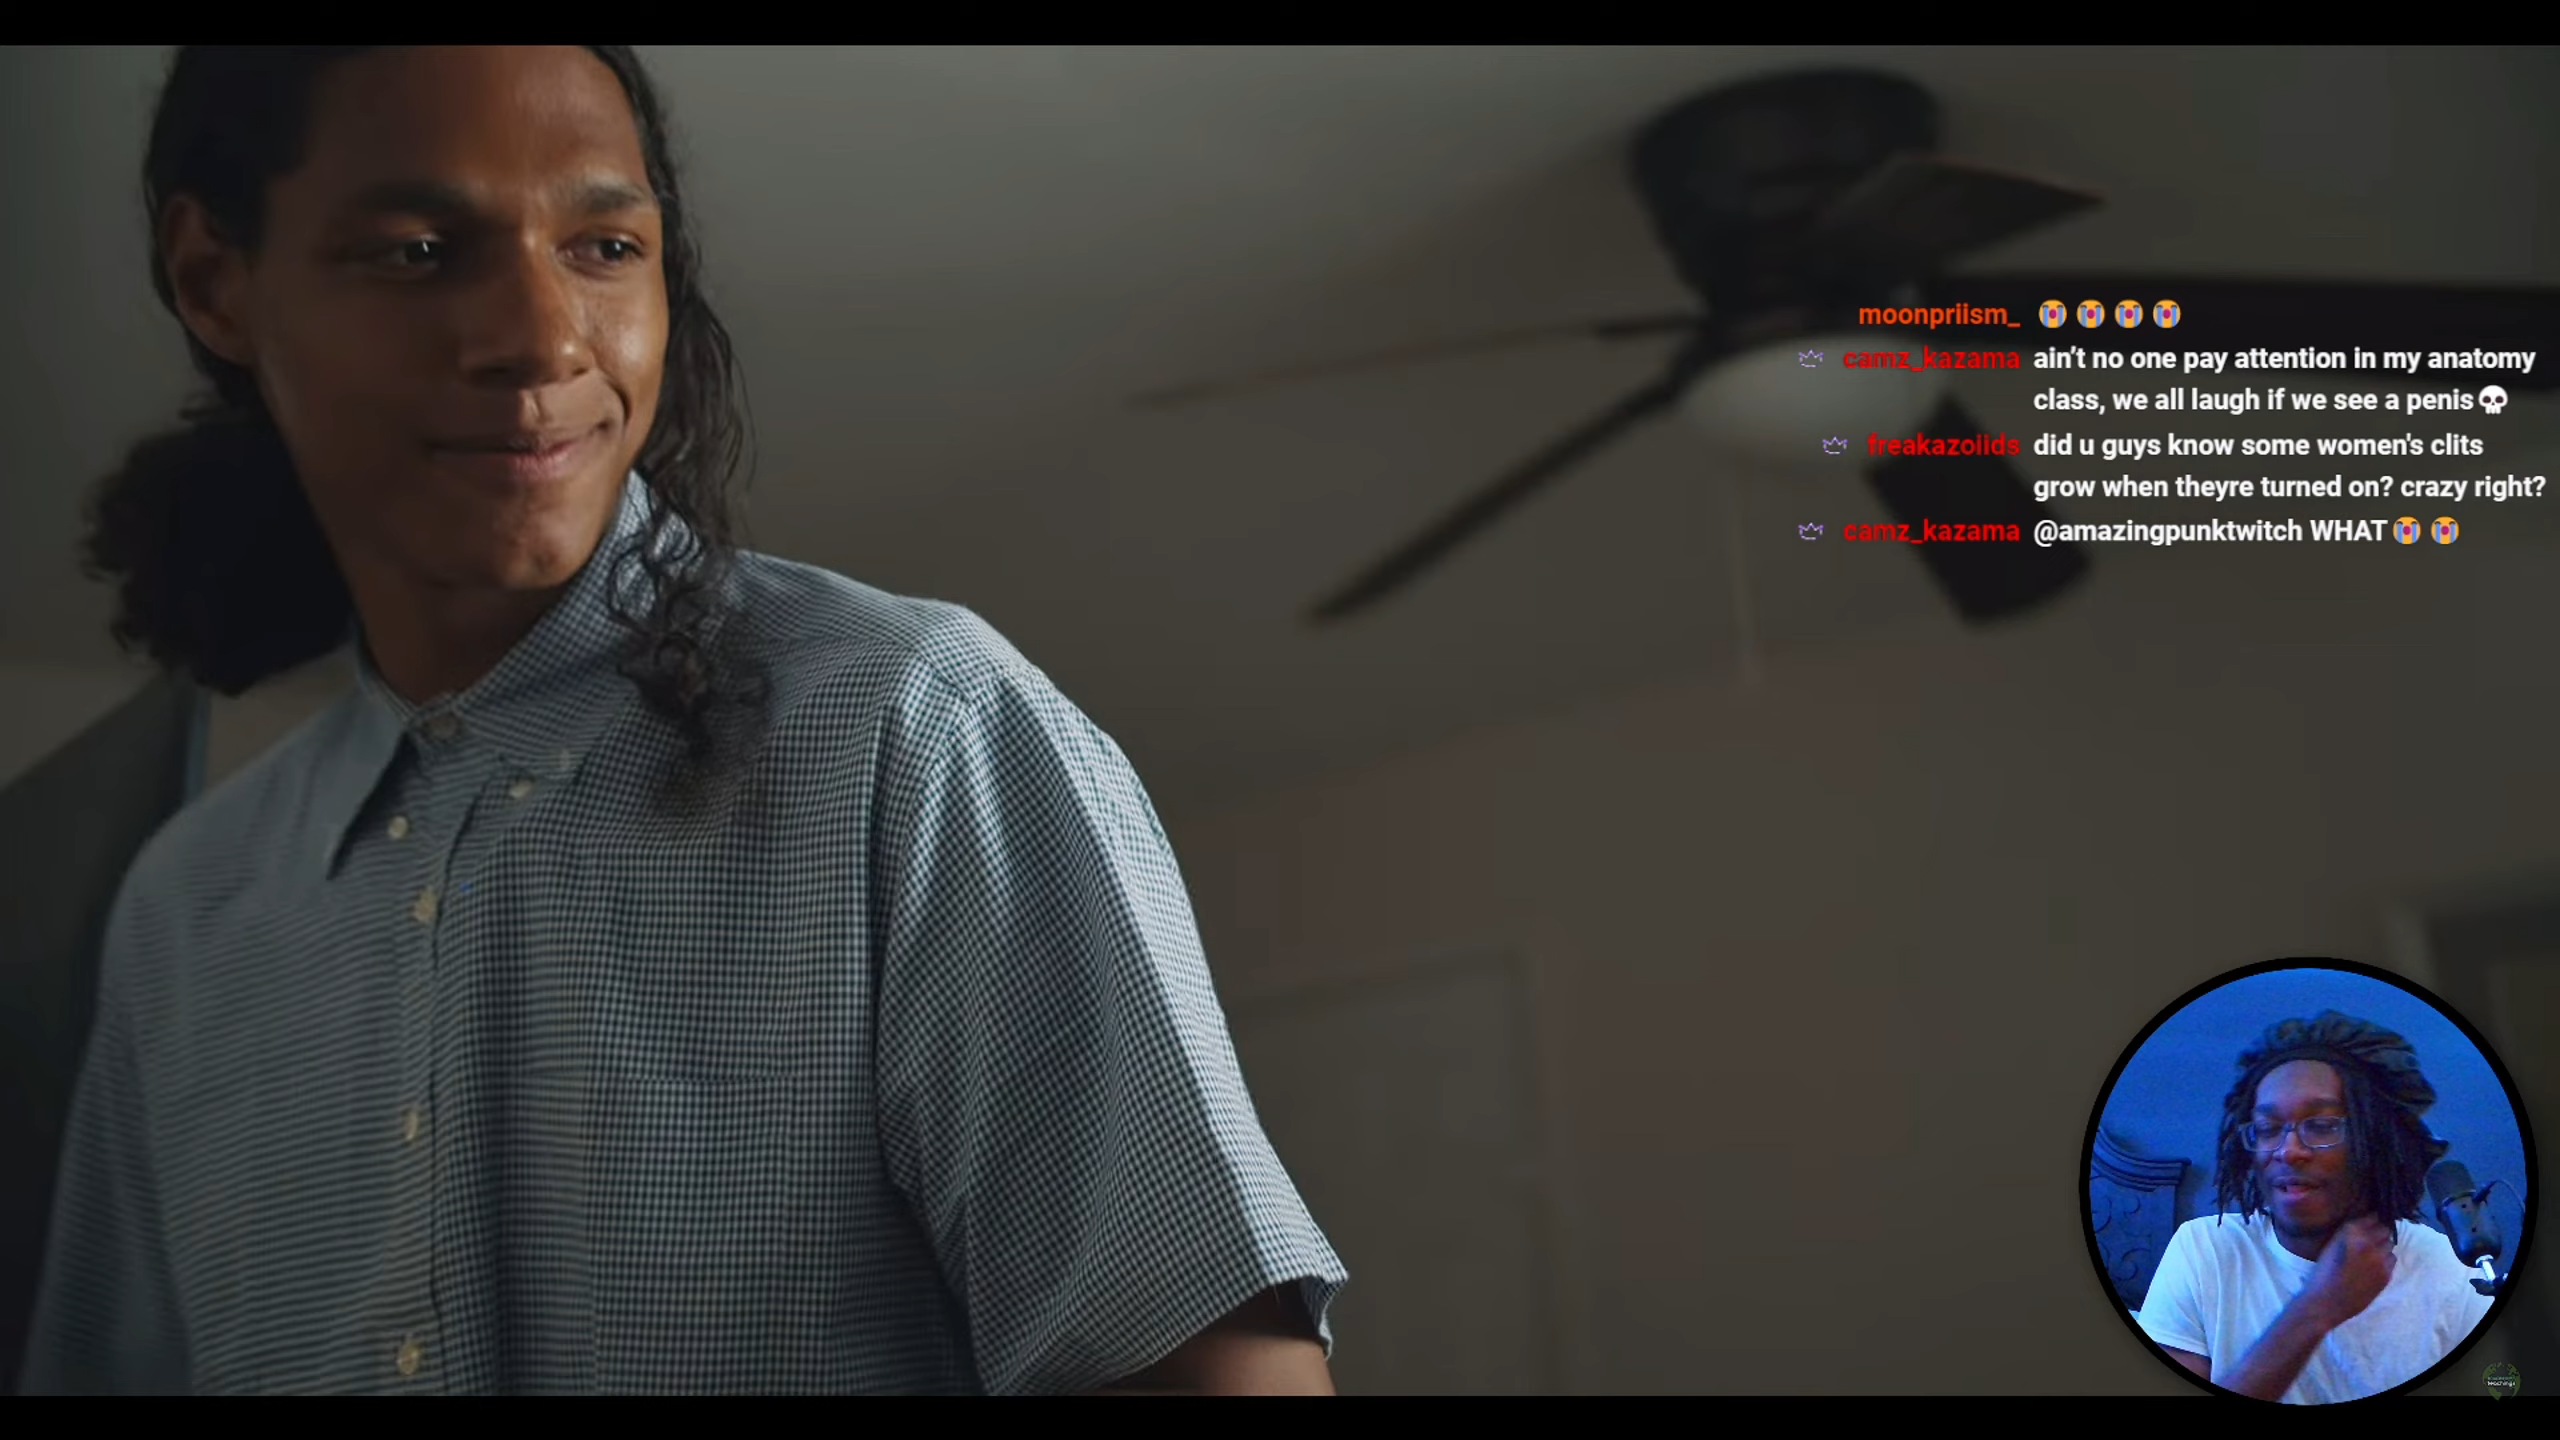 moonpriism_ 😭😭😭😭
camz_kazama ain't no one pay attention in my anatomy
class, we all laugh if we see a penis💀
freakazoiids did u guys know some women's clits
grow when theyre turned on? crazy right?
camz_kazama @amazingpunktwitch WHAT😭😭